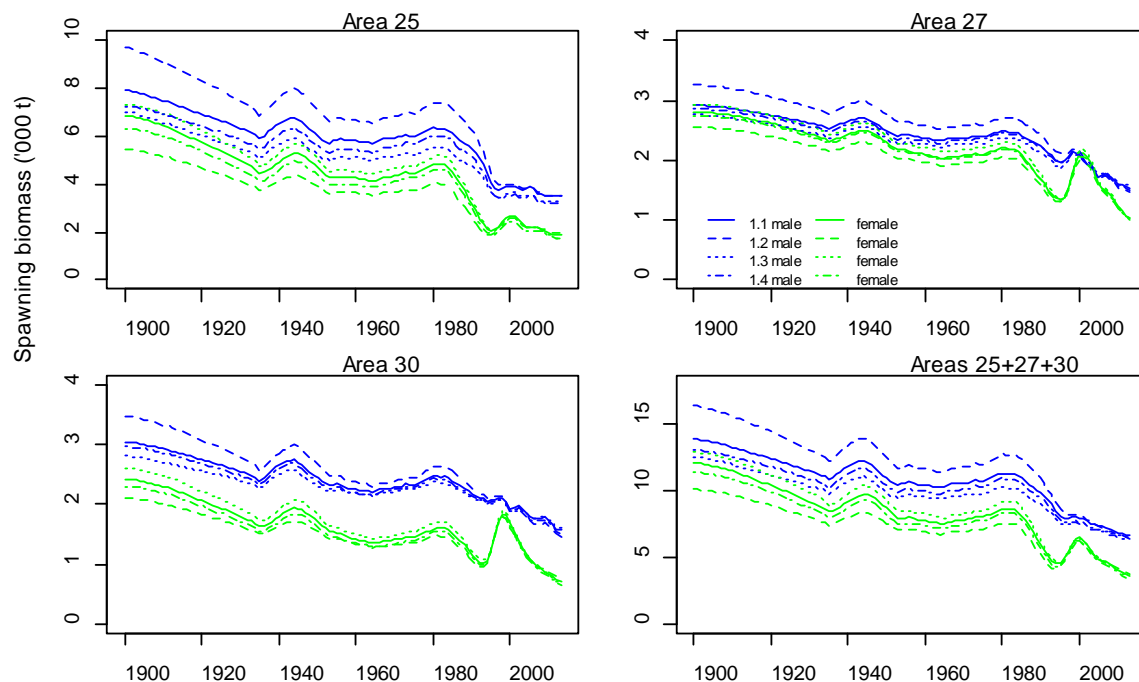 Area 25
Area 27
Spawning biomass ('000 t)
0 2 4 6 8 10
0 1 2 3 4
1.1 male female
1.2 male female
1.3 male female
1.4 male female
1900 1920 1940 1960 1980 2000
1900 1920 1940 1960 1980 2000
Area 30
Areas 25+27+30
0 1 2 3 4
0 5 10 15
1900 1920 1940 1960 1980 2000
1900 1920 1940 1960 1980 2000